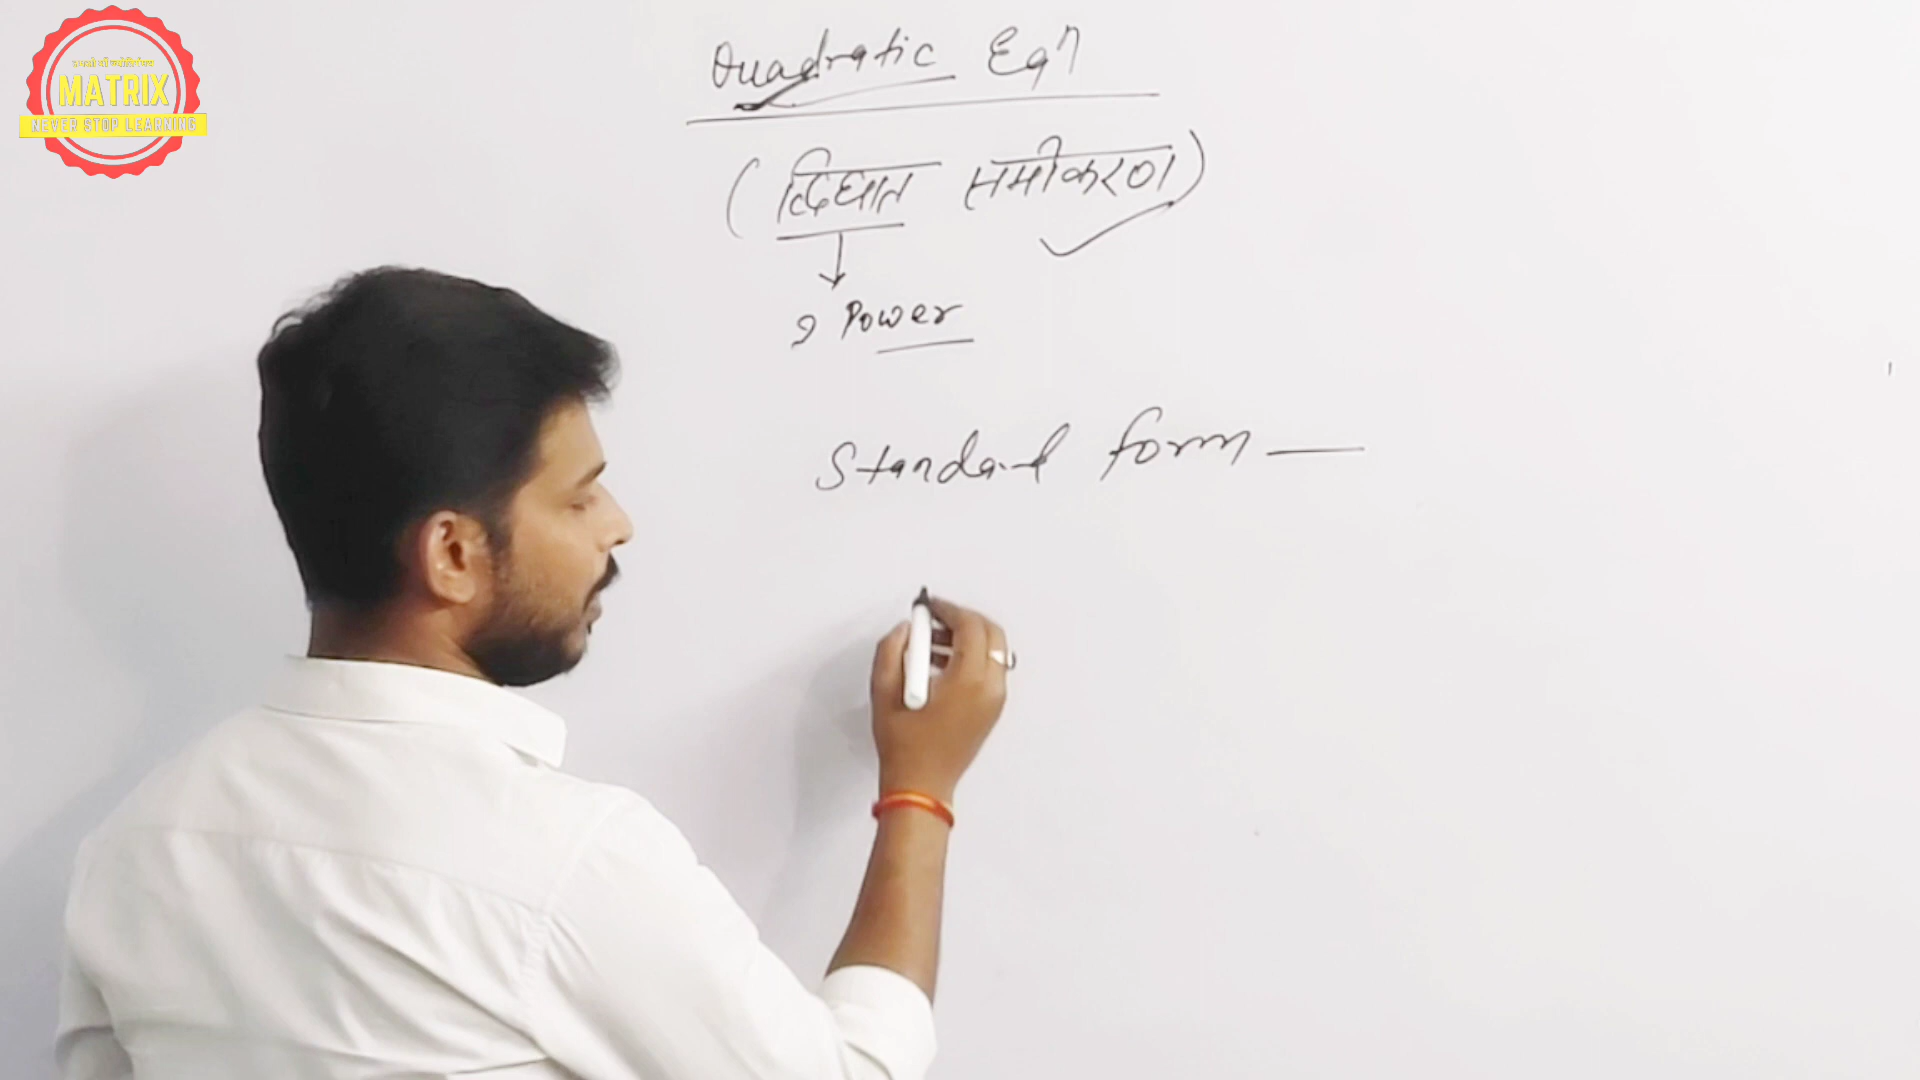 MATRIX
NEVER STOP LEARNING
Quadratic Eqn
(द्विघात समीकरण)
2 Power
Standard form —